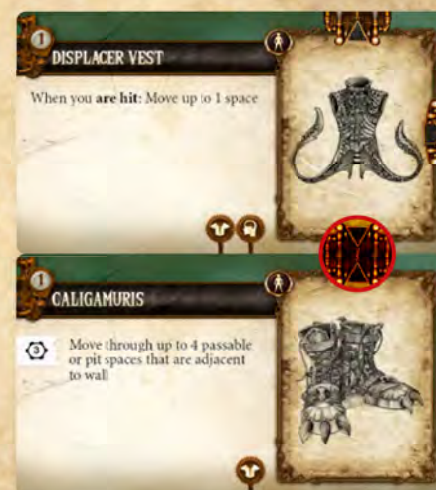 1
DISPLACER VEST
When you are hit: Move up to 1 space
1
CALIGAMURIS
3
Move through up to 4 passable
or pit spaces that are adjacent
to wall